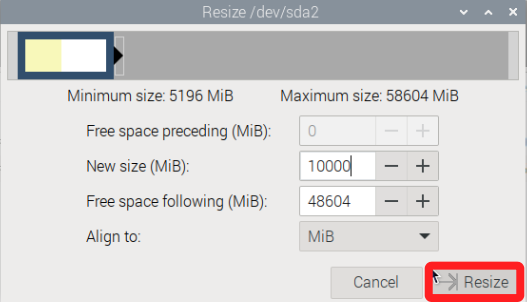 Resize /dev/sda2
Minimum size: 5196 MiB Maximum size: 58604 MiB
Free space preceding (MiB): 0
New size (MiB): 10000
Free space following (MiB): 48604
Align to: MiB
Cancel Resize